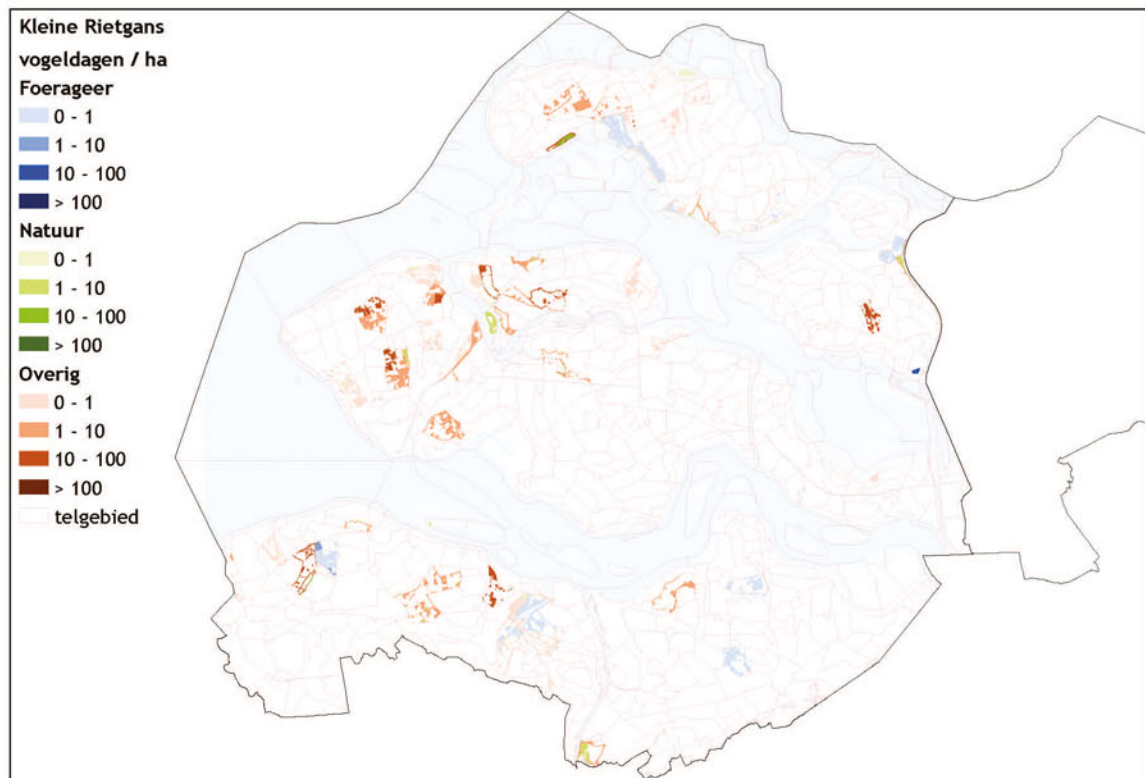 Kleine Rietgans
vogeldagen / ha
Foerageer
0 - 1
1 - 10
10 - 100
> 100
Natuur
0 - 1
1 - 10
10 - 100
> 100
Overig
0 - 1
1 - 10
10 - 100
> 100
telgebied